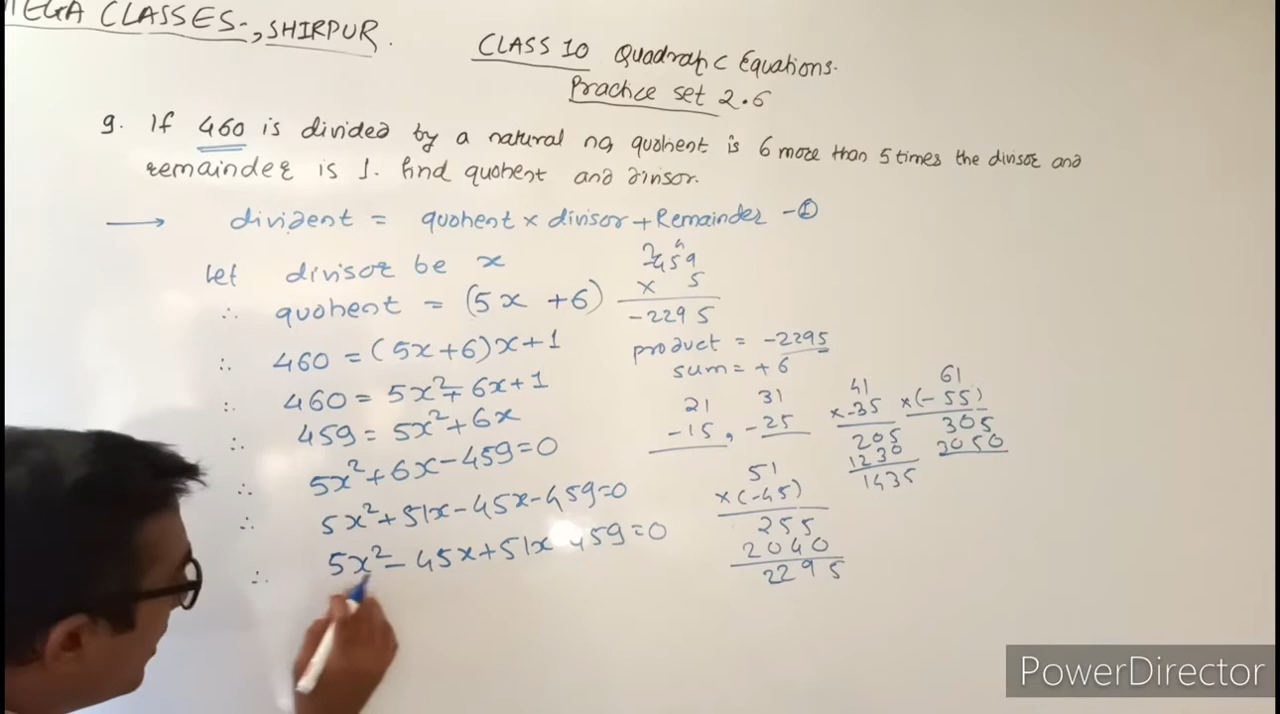 TEGA CLASSES-, SHIRPUR.
CLASS 10 Quadratic Equations.
Practice set 2.6
9. If 460 is divided by a natural no, quotient is 6 more than 5 times the divisor and
remainder is 1. find quotient and divisor.
→ divident = quotient × divisor + Remainder -①
Let divisor be x
∴ quotient = (5x + 6)
∴ 460 = (5x+6)x+1
∴ 460 = 5x²+6x+1
∴ 459 = 5x²+6x
∴ 5x²+6x-459=0
∴ 5x²+51x-45x-459=0
∴ 5x²-45x+51x-459=0
2 4
459
× 5
-2295
product = -2295
sum = +6
21
-15,
31
-25
41
×-35
205
1230
1435
61
×(-55)
305
3050
51
×(-45)
255
2040
2295
PowerDirector